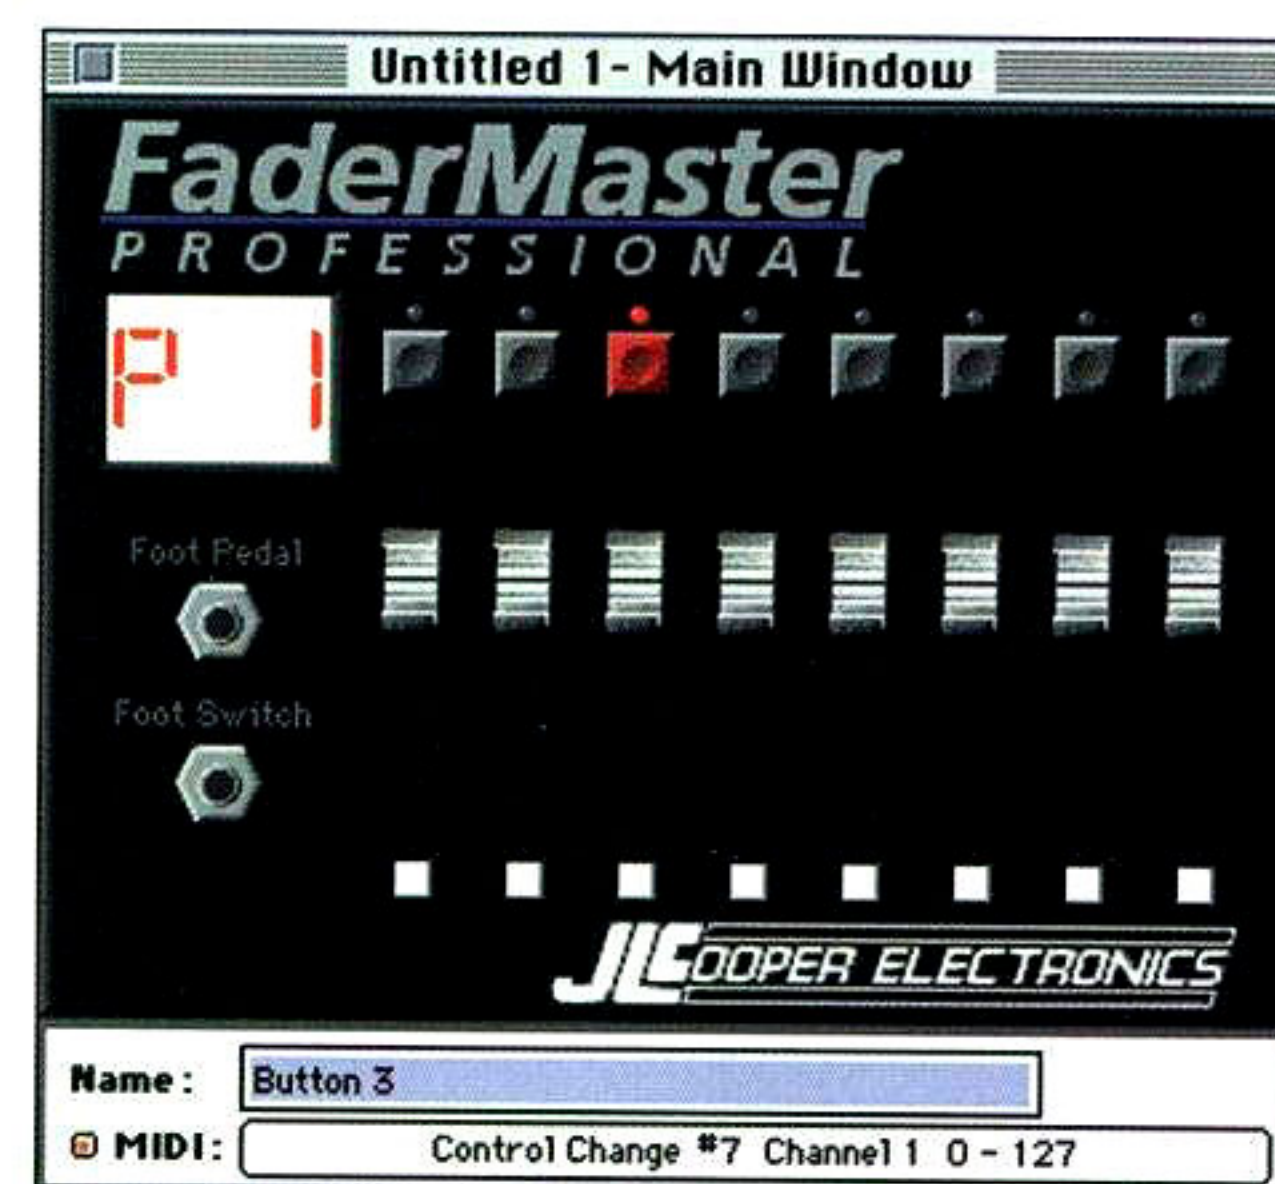 Untitled 1- Main Window
FaderMaster
PROFESSIONAL
P 1
Foot Pedal
Foot Switch
JLCOOPER ELECTRONICS
Name: Button 3
MIDI: Control Change #7 Channel 1 0 - 127